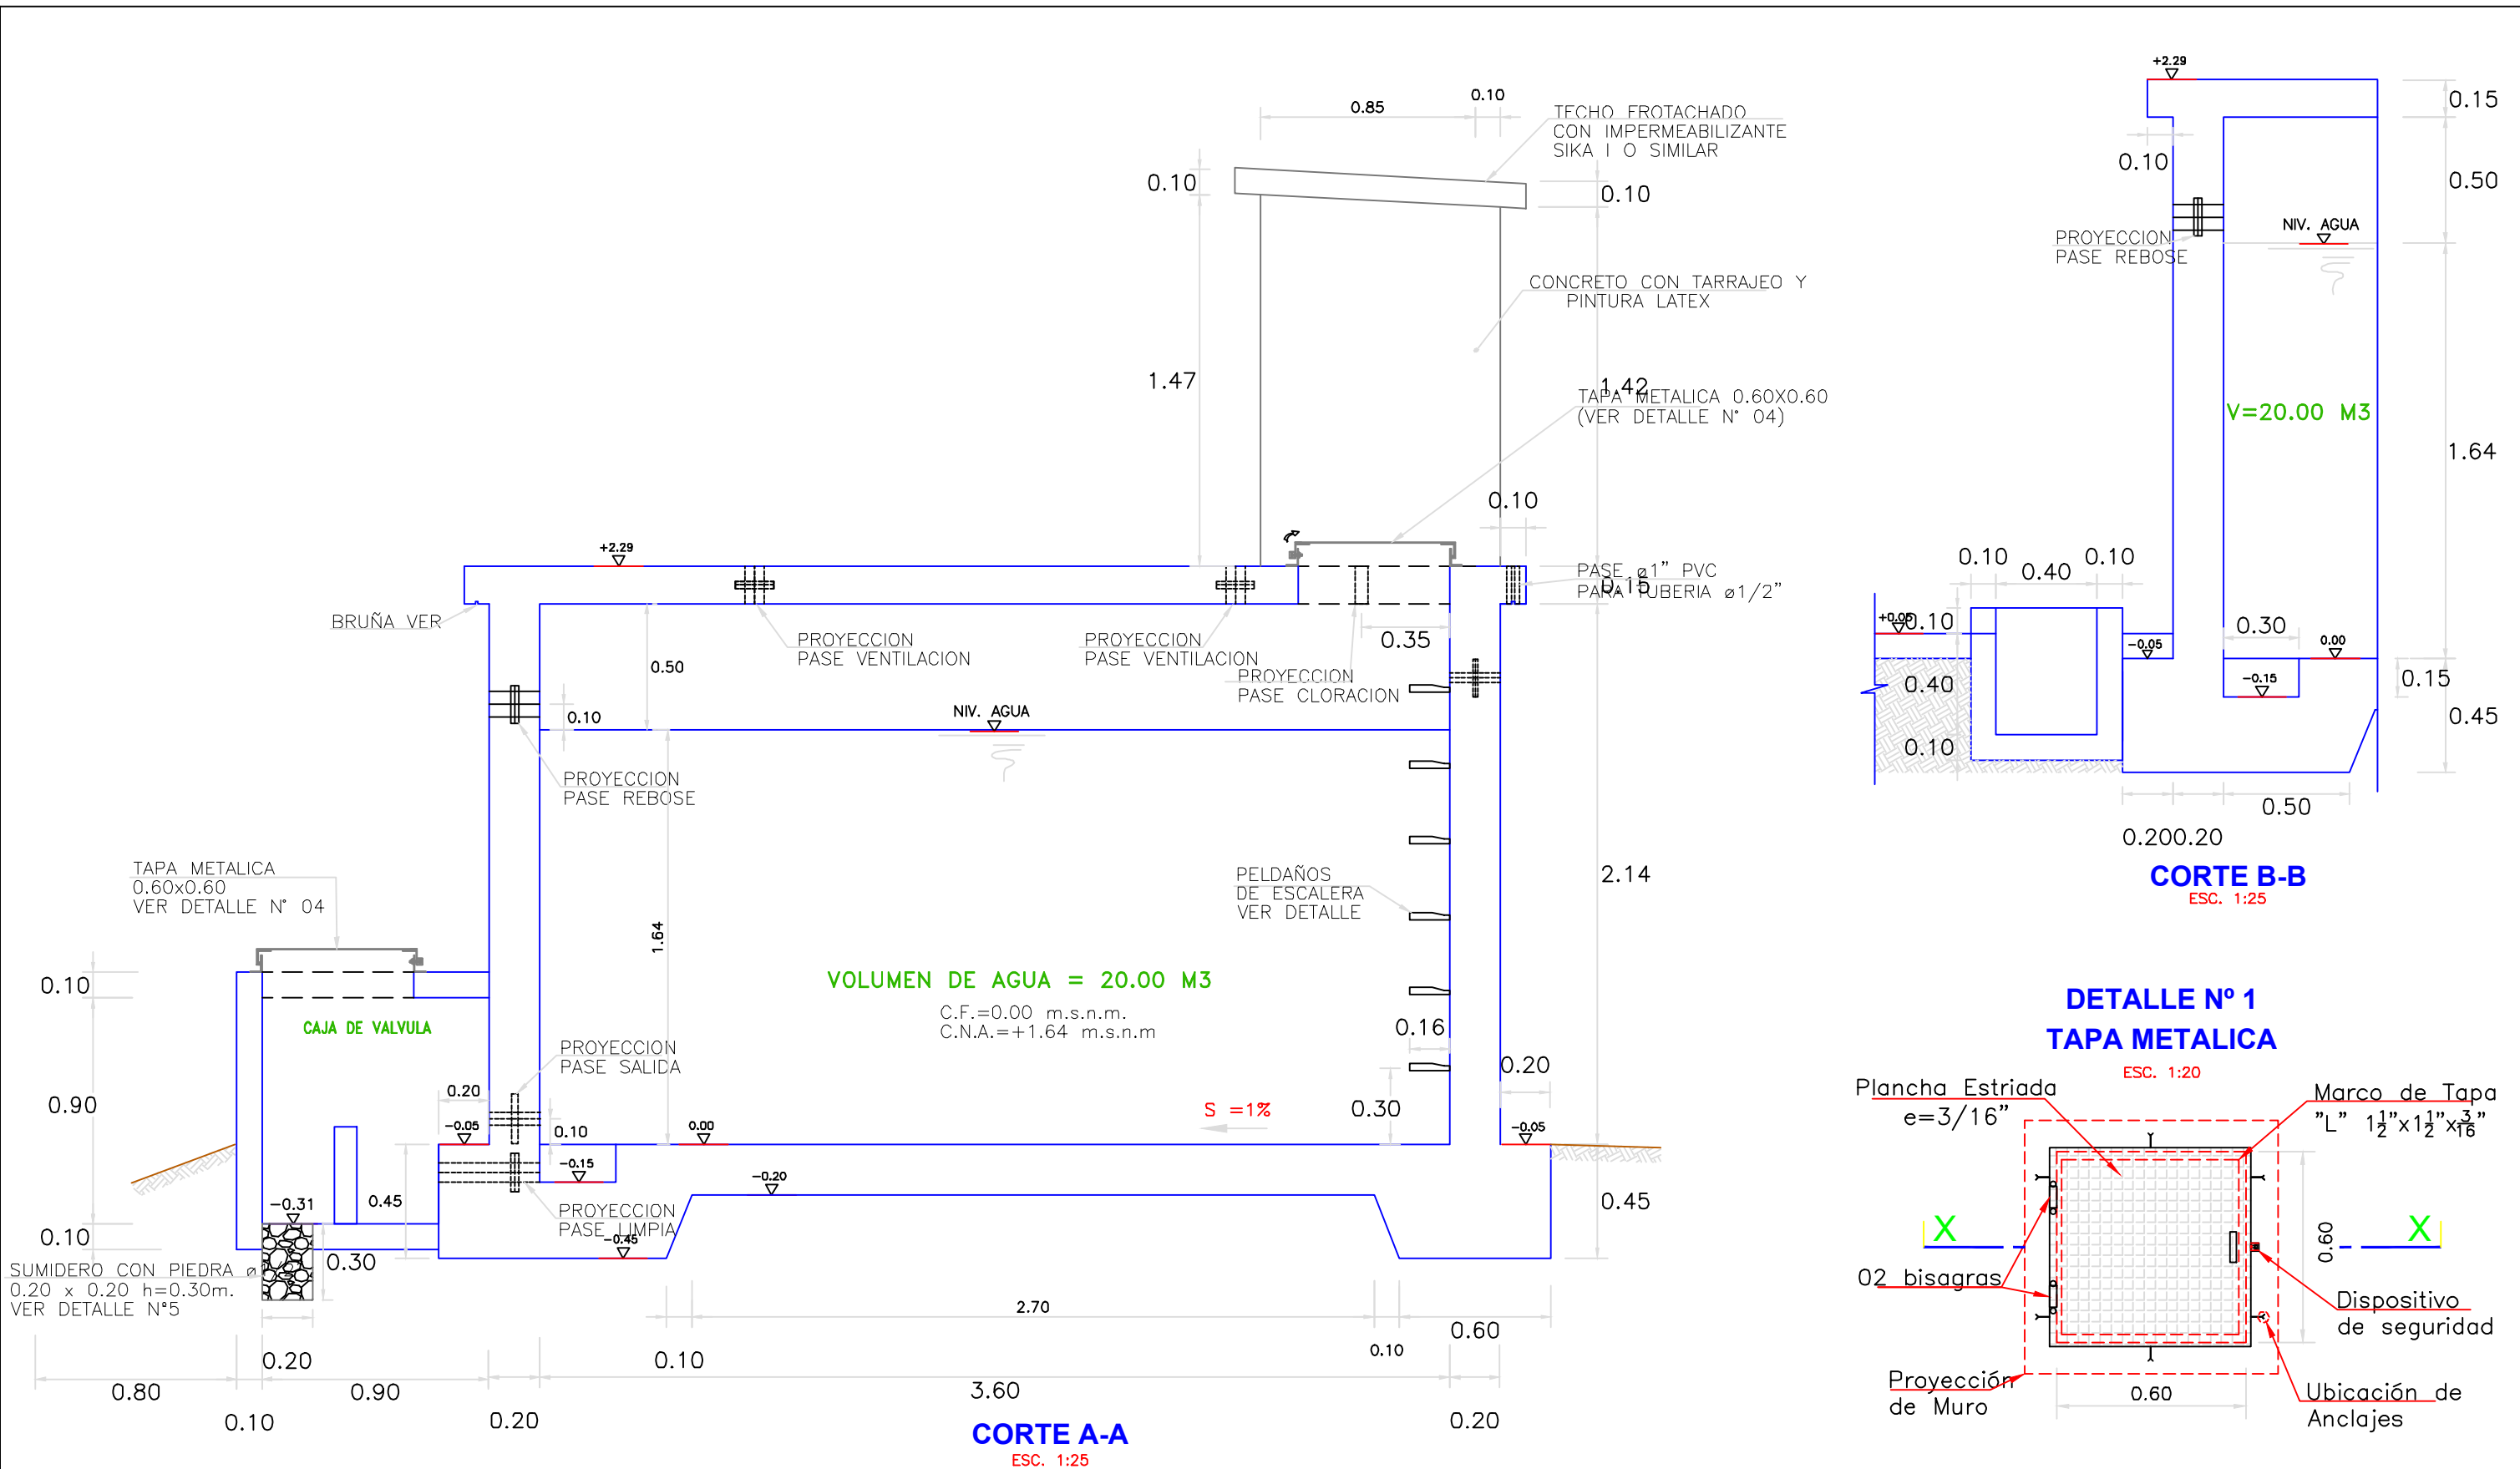 +2.29
0.85
0.10
TECHO FROTACHADO
CON IMPERMEABILIZANTE
SIKA I O SIMILAR
0.10
0.10
CONCRETO CON TARRAJEO Y
PINTURA LATEX
1.47
1.42
TAPA METALICA 0.60X0.60
(VER DETALLE N° 04)
0.10
+2.29
PASE ø1" PVC
PARA TUBERIA ø1/2"
0.15
BRUÑA VER
PROYECCION
PASE VENTILACION
PROYECCION
PASE VENTILACION
0.35
PROYECCION
PASE CLORACION
0.50
0.10
NIV. AGUA
PROYECCION
PASE REBOSE
TAPA METALICA
0.60x0.60
VER DETALLE N° 04
PELDAÑOS
DE ESCALERA
VER DETALLE
2.14
1.64
VOLUMEN DE AGUA = 20.00 M3
C.F.=0.00 m.s.n.m.
C.N.A.=+1.64 m.s.n.m
0.10
CAJA DE VALVULA
0.16
PROYECCION
PASE SALIDA
0.20
0.20
0.90
S =1%
0.30
-0.05
0.10
0.00
-0.05
-0.15
-0.20
-0.31
0.45
0.45
PROYECCION
PASE LIMPIA
-0.45
0.10
0.30
SUMIDERO CON PIEDRA ø
0.20 x 0.20 h=0.30m.
VER DETALLE N°5
2.70
0.60
0.20
0.10
0.10
0.80
0.90
3.60
0.10
0.20
0.20
CORTE A-A
ESC. 1:25
0.15
0.10
0.50
NIV. AGUA
PROYECCION
PASE REBOSE
V=20.00 M3
1.64
0.10
0.40
0.10
+0.05
0.10
0.30
-0.05
0.00
-0.15
0.15
0.40
0.45
0.10
0.50
0.200.20
CORTE B-B
ESC. 1:25
DETALLE Nº 1
TAPA METALICA
ESC. 1:20
Plancha Estriada
e=3/16"
Marco de Tapa
"L" 1½"x1½"x3/16"
X
X
0.60
02 bisagras
Dispositivo
de seguridad
Proyección
de Muro
0.60
Ubicación de
Anclajes